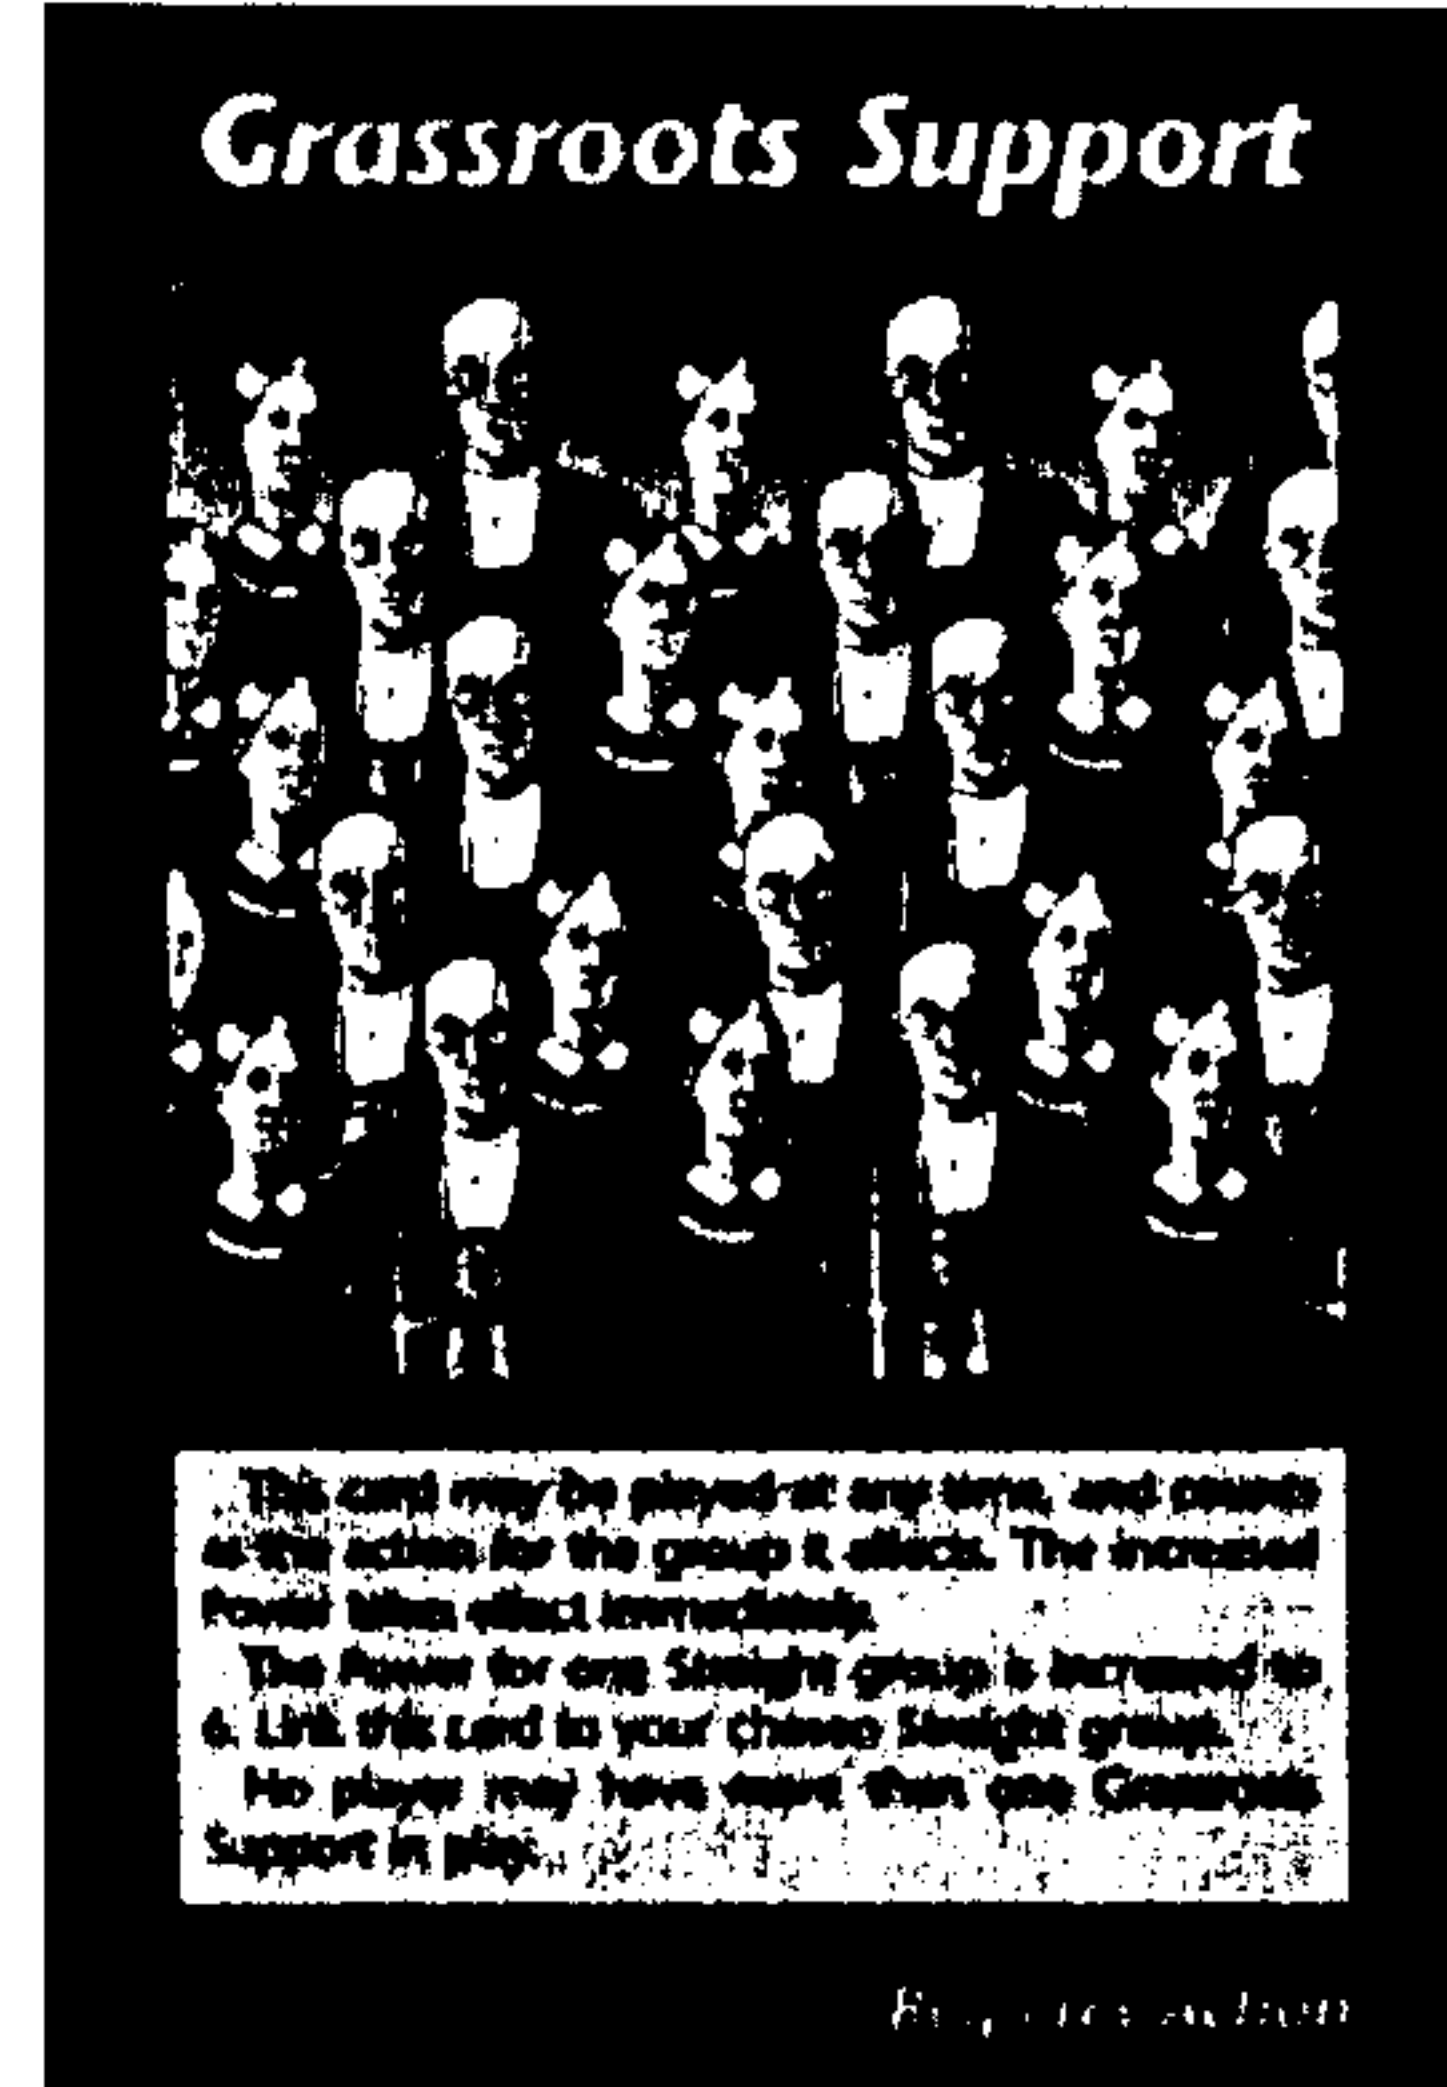 Grassroots Support
This card may be played at any time, and counts
as the action for the group it affects. The increased
Power takes effect immediately.
The Power for any Straight group is increased to
6. Link this card to your chosen Straight group.
No player may have more than one Grassroots
Support in play.